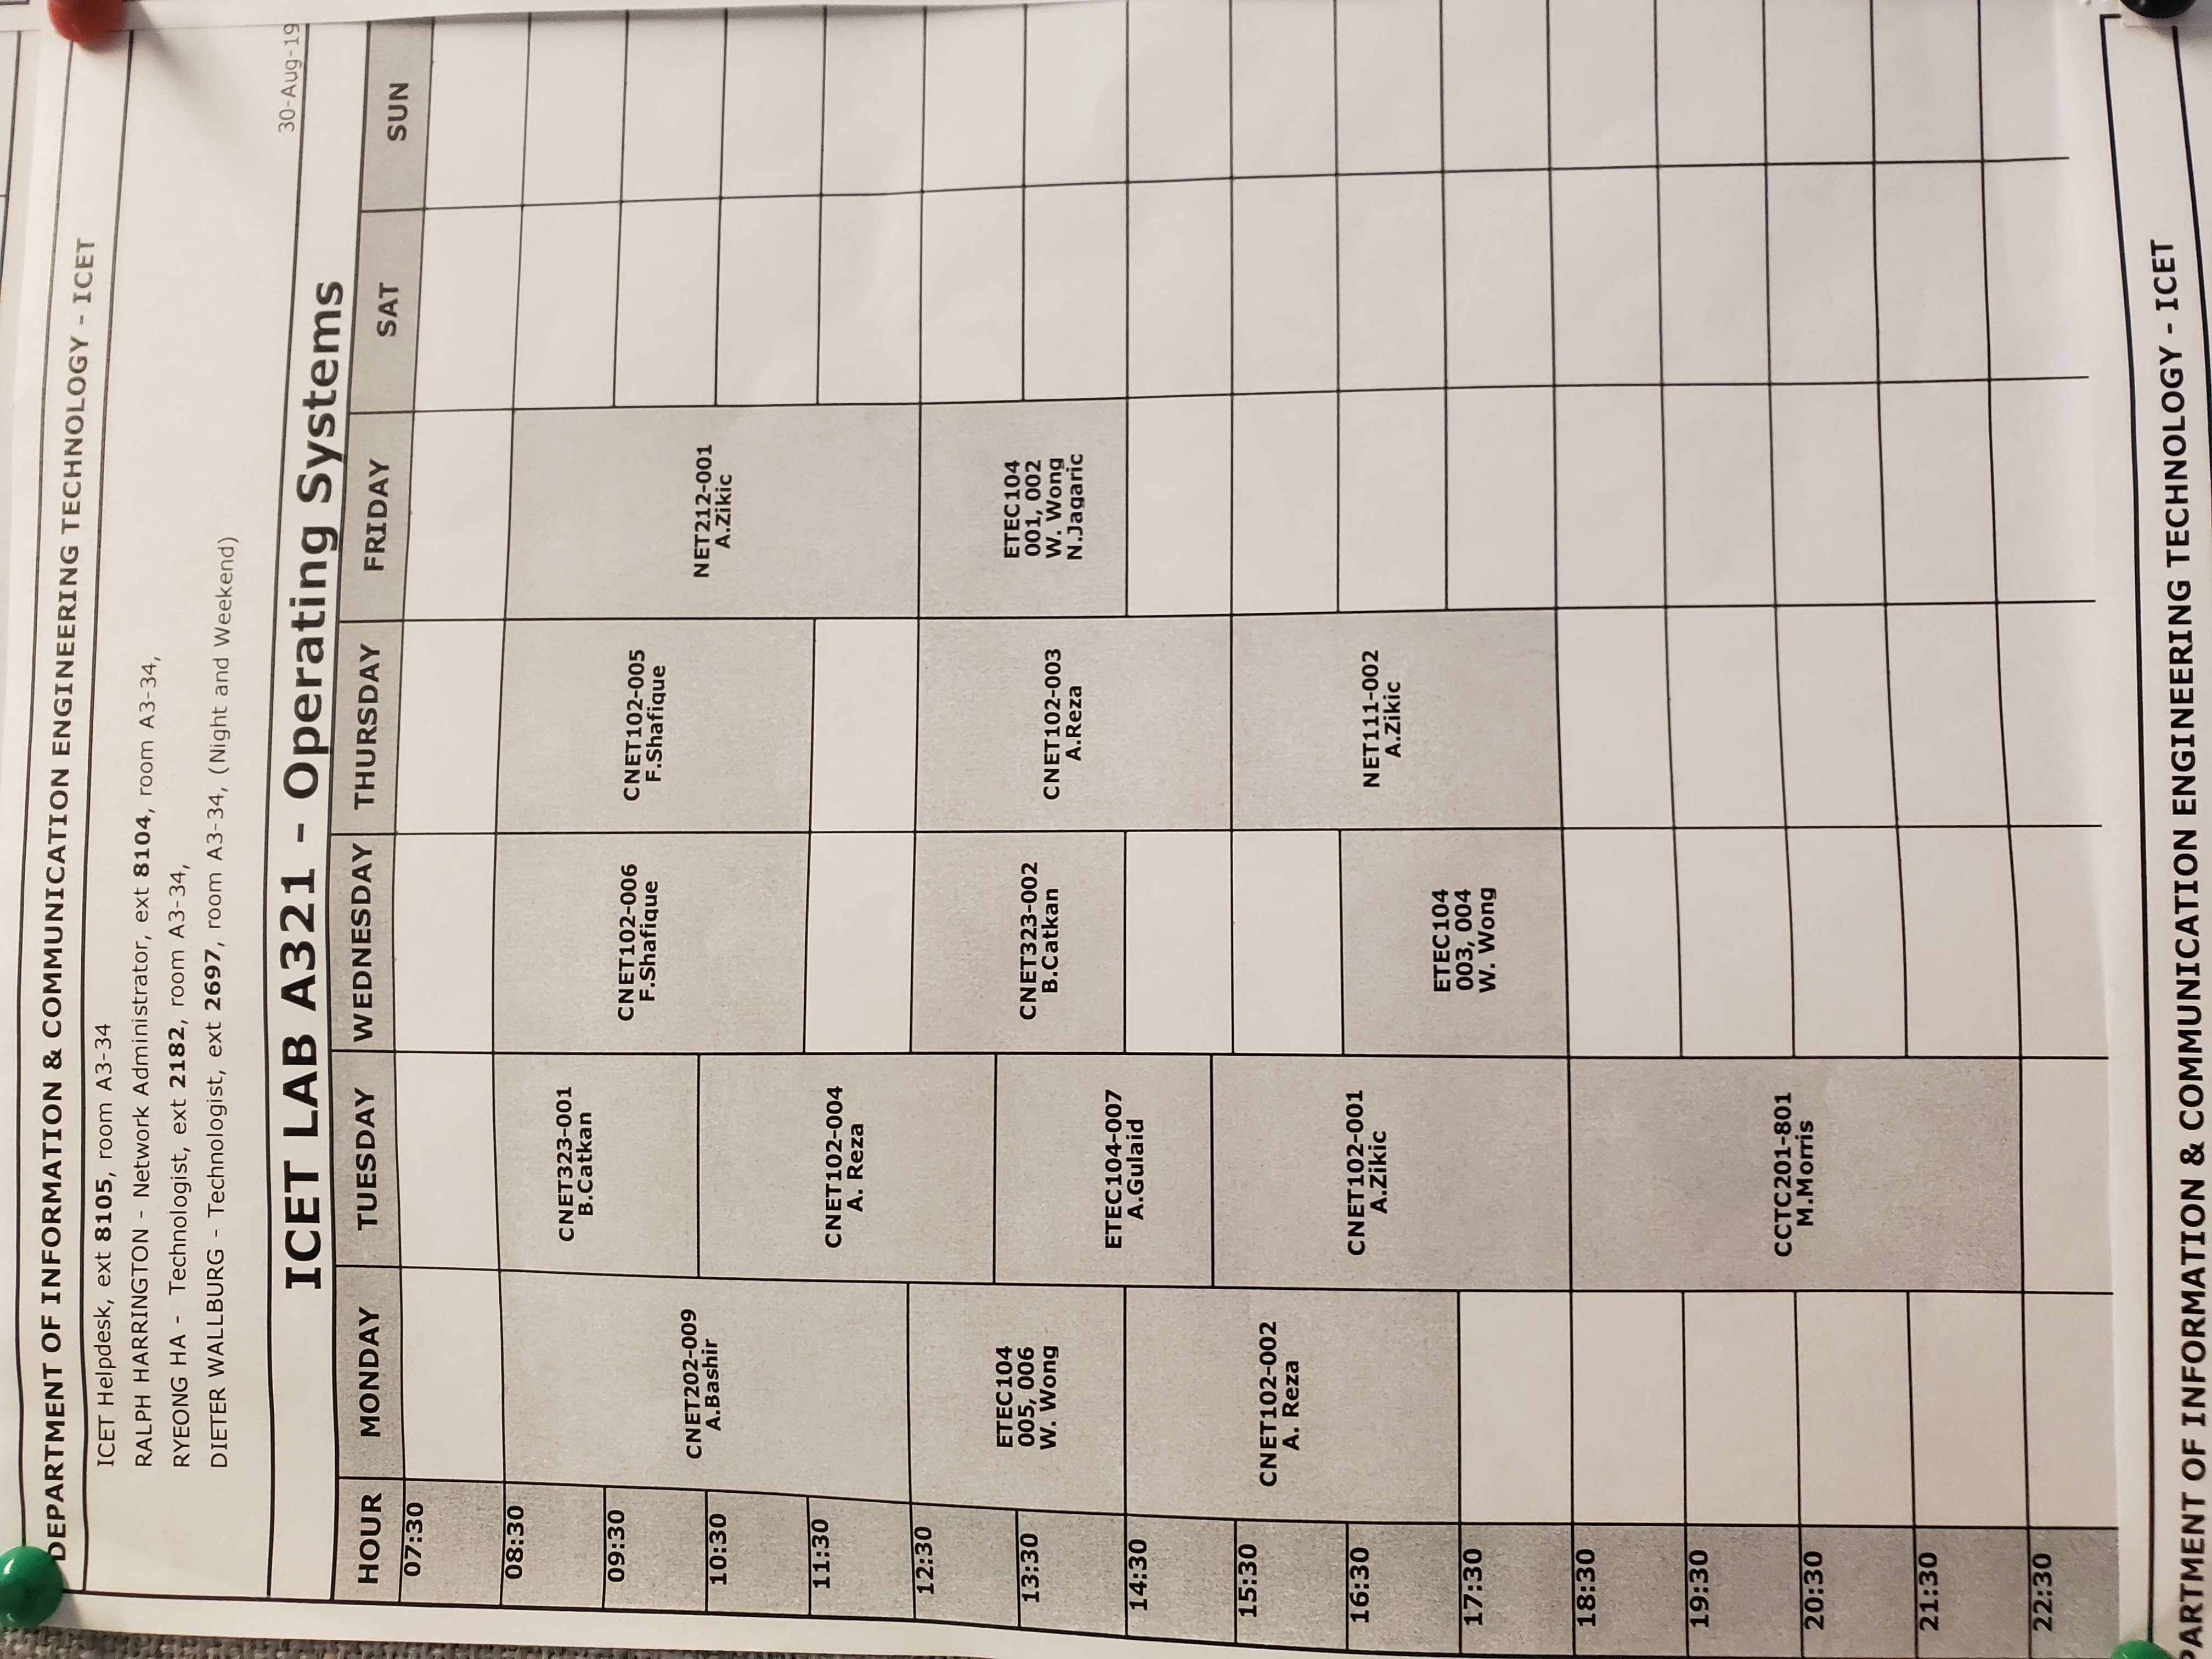 DEPARTMENT OF INFORMATION & COMMUNICATION ENGINEERING TECHNOLOGY - ICET
ICET Helpdesk, ext 8105, room A3-34
RALPH HARRINGTON - Network Administrator, ext 8104, room A3-34,
RYEONG HA - Technologist, ext 2182, room A3-34,
DIETER WALLBURG - Technologist, ext 2697, room A3-34, (Night and Weekend)
30-Aug-19
ICET LAB A321 - Operating Systems
HOUR MONDAY TUESDAY WEDNESDAY THURSDAY FRIDAY SAT SUN
07:30
08:30
CNET323-001
B.Catkan
09:30
CNET102-006
F.Shafique
CNET102-005
F.Shafique
CNET202-009
A.Bashir
NET212-001
A.Zikic
10:30
11:30
CNET102-004
A. Reza
12:30
ETEC104
005, 006
W. Wong
13:30
CNET323-002
B.Catkan
CNET102-003
A.Reza
ETEC104
001, 002
W. Wong
N.Jagaric
ETEC104-007
A.Gulaid
14:30
15:30
CNET102-002
A. Reza
16:30
CNET102-001
A.Zikic
NET111-002
A.Zikic
ETEC104
003, 004
W. Wong
17:30
18:30
19:30
CCTC201-801
M.Morris
20:30
21:30
22:30
PARTMENT OF INFORMATION & COMMUNICATION ENGINEERING TECHNOLOGY - ICET